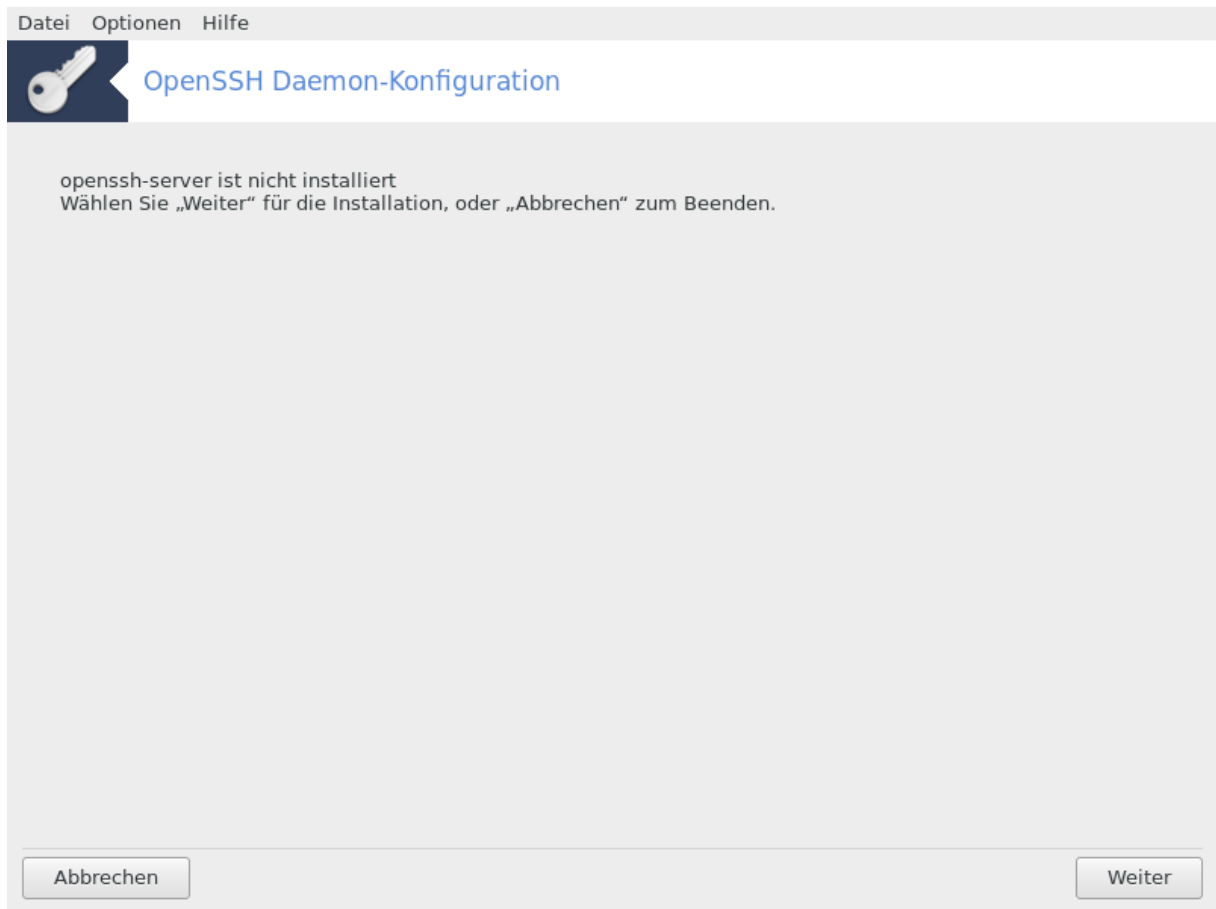 Datei Optionen Hilfe
OpenSSH Daemon-Konfiguration
openssh-server ist nicht installiert
Wählen Sie „Weiter“ für die Installation, oder „Abbrechen“ zum Beenden.
Abbrechen Weiter